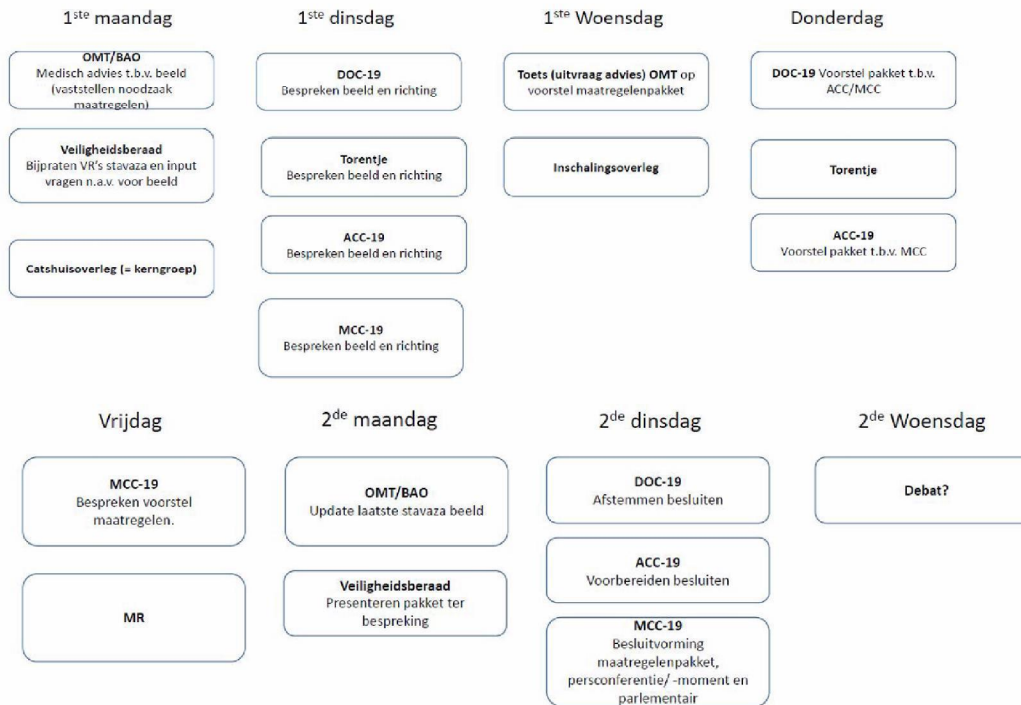 1ste maandag
1ste dinsdag
1ste Woensdag
Donderdag
OMT/BAO
Medisch advies t.b.v. beeld
(vaststellen noodzaak
maatregelen)
DOC-19
Bespreken beeld en richting
Toets (uitvraag advies) OMT op
voorstel maatregelenpakket
DOC-19 Voorstel pakket t.b.v.
ACC/MCC
Veiligheidsberaad
Bijpraten VR's stavaza en input
vragen n.a.v. voor beeld
Torentje
Bespreken beeld en richting
Inschalingsoverleg
Torentje
Catshuisoverleg (= kerngroep)
ACC-19
Bespreken beeld en richting
ACC-19
Voorstel pakket t.b.v. MCC
MCC-19
Bespreken beeld en richting
Vrijdag
2de maandag
2de dinsdag
2de Woensdag
MCC-19
Bespreken voorstel
maatregelen.
OMT/BAO
Update laatste stavaza beeld
DOC-19
Afstemmen besluiten
Debat?
MR
Veiligheidsberaad
Presenteren pakket ter
bespreking
ACC-19
Voorbereiden besluiten
MCC-19
Besluitvorming
maatregelenpakket,
persconferentie/ -moment en
parlementair